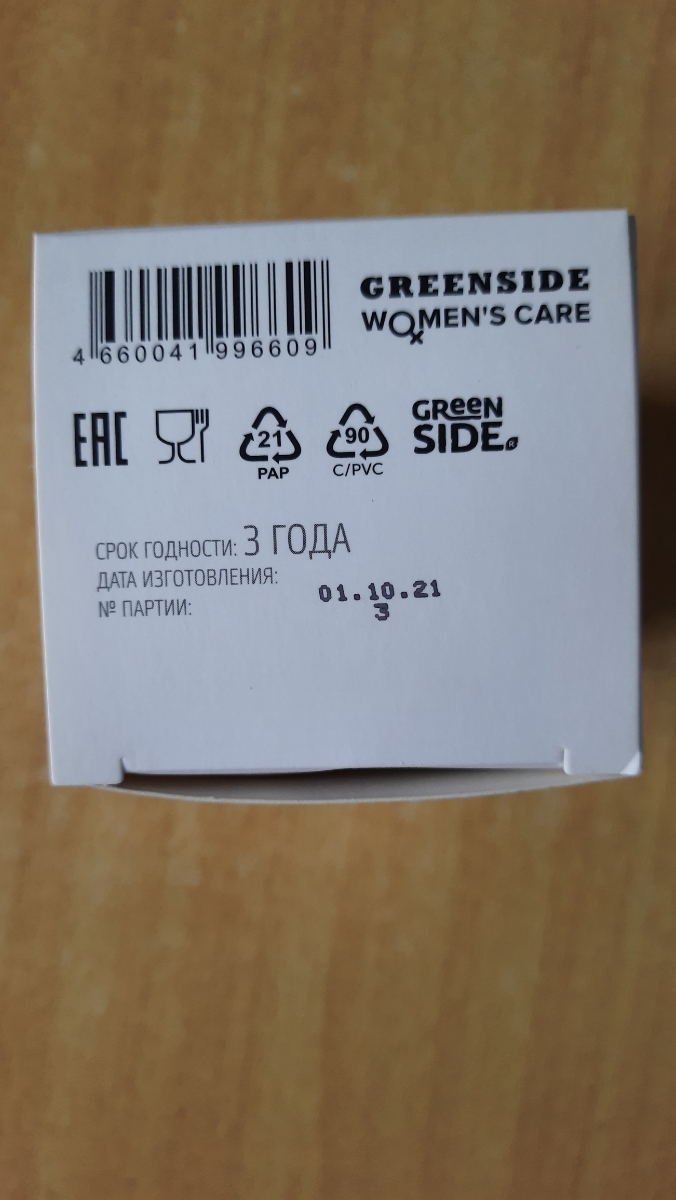 4 660041 996609
GREENSIDE
WOMEN'S CARE
EAC
21
PAP
90
C/PVC
GReeN
SIDE®
СРОК ГОДНОСТИ: 3 ГОДА
ДАТА ИЗГОТОВЛЕНИЯ: 01.10.21
№ ПАРТИИ: 3